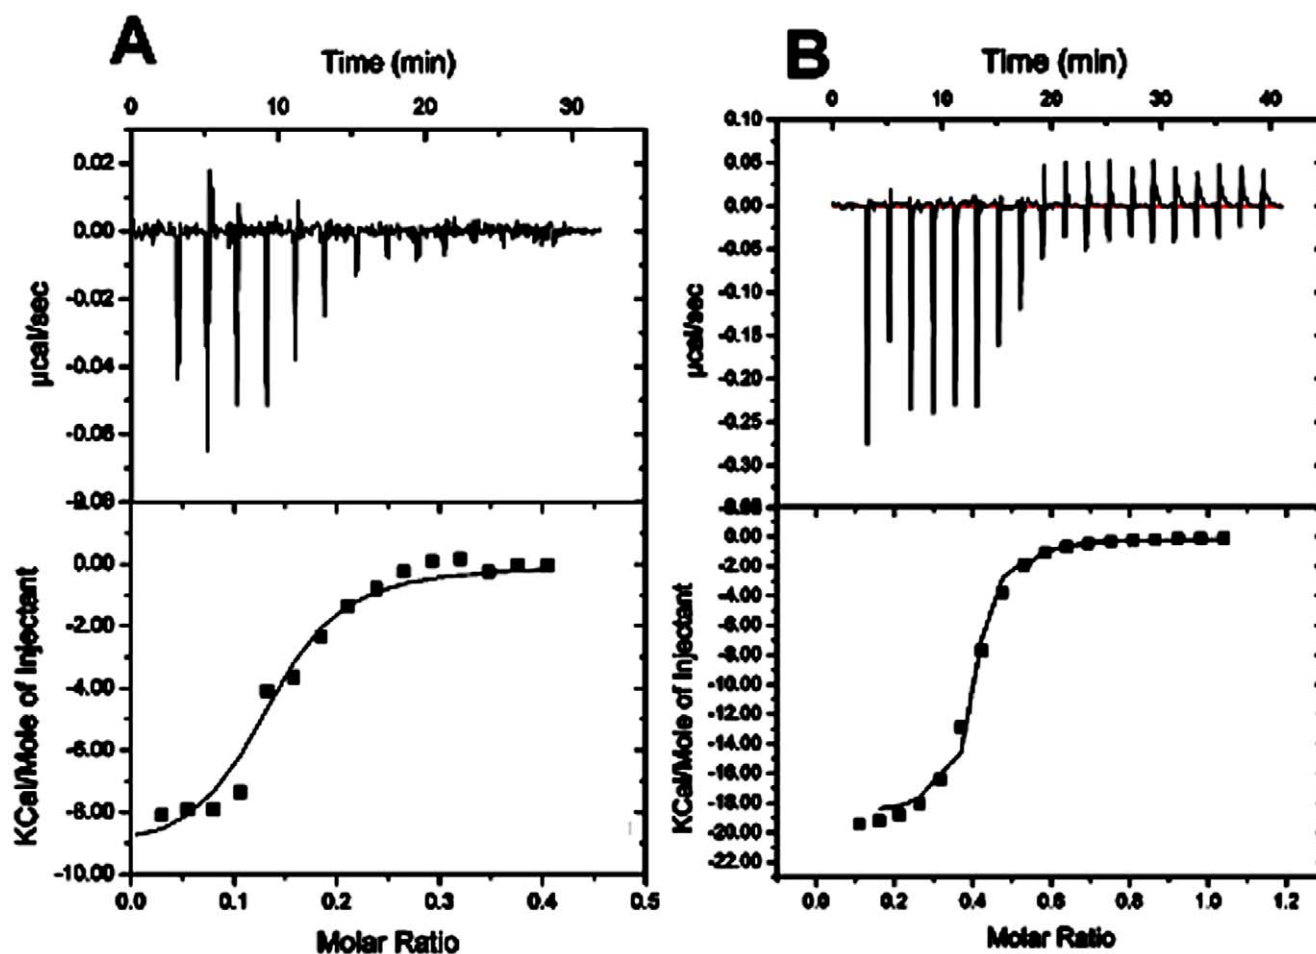 A
Time (min)
0 10 20 30
0.02
0.00
-0.02
-0.04
-0.06
-0.08
µcal/sec
0.00
-2.00
-4.00
-6.00
-8.00
-10.00
KCal/Mole of Injectant
0.0 0.1 0.2 0.3 0.4 0.5
Molar Ratio
B
Time (min)
0 10 20 30 40
0.10
0.05
0.00
-0.05
-0.10
-0.15
-0.20
-0.25
-0.30
µcal/sec
0.00
-2.00
-4.00
-6.00
-8.00
-10.00
-12.00
-14.00
-16.00
-18.00
-20.00
-22.00
KCal/Mole of Injectant
0.0 0.2 0.4 0.6 0.8 1.0 1.2
Molar Ratio